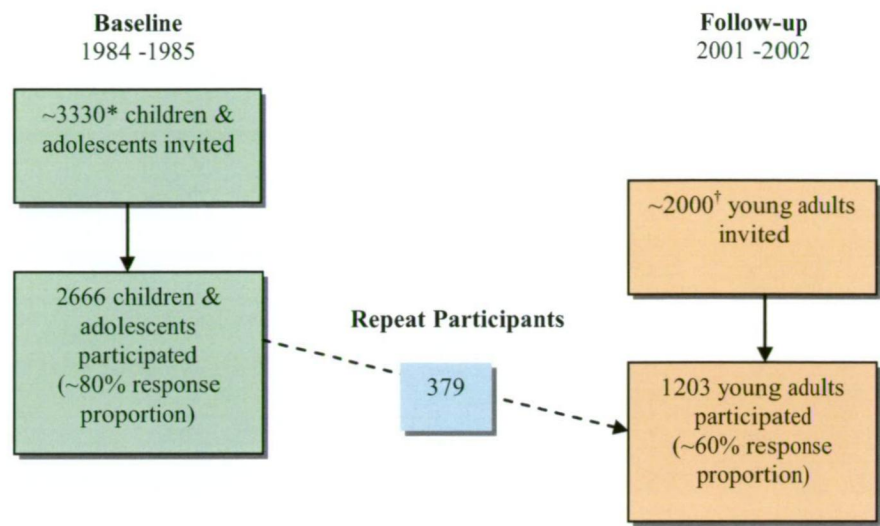 Baseline
1984 -1985
~3330* children &
adolescents invited
2666 children &
adolescents
participated
(~80% response
proportion)
Repeat Participants
379
Follow-up
2001 -2002
~2000† young adults
invited
1203 young adults
participated
(~60% response
proportion)